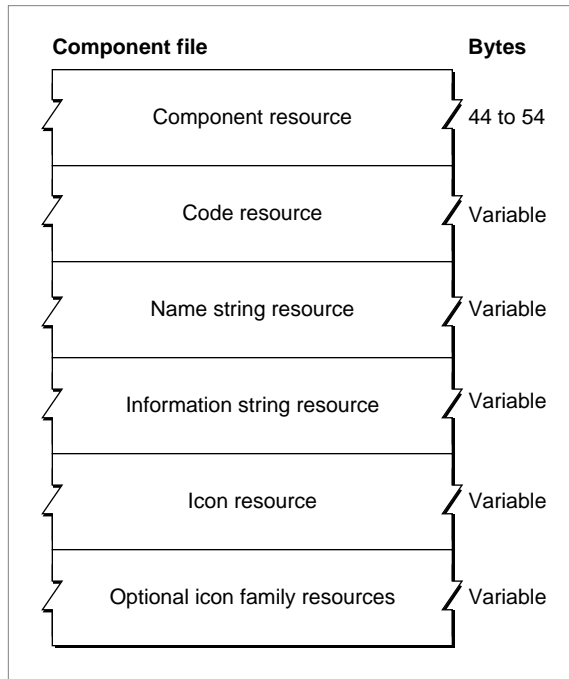 Component file Bytes
Component resource 44 to 54
Code resource Variable
Name string resource Variable
Information string resource Variable
Icon resource Variable
Optional icon family resources Variable